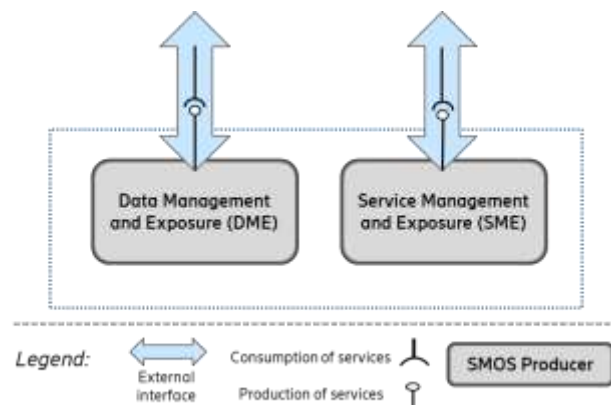 Data Management
and Exposure (DME)
Service Management
and Exposure (SME)
Legend:
External
interface
Consumption of services
Production of services
SMOS Producer